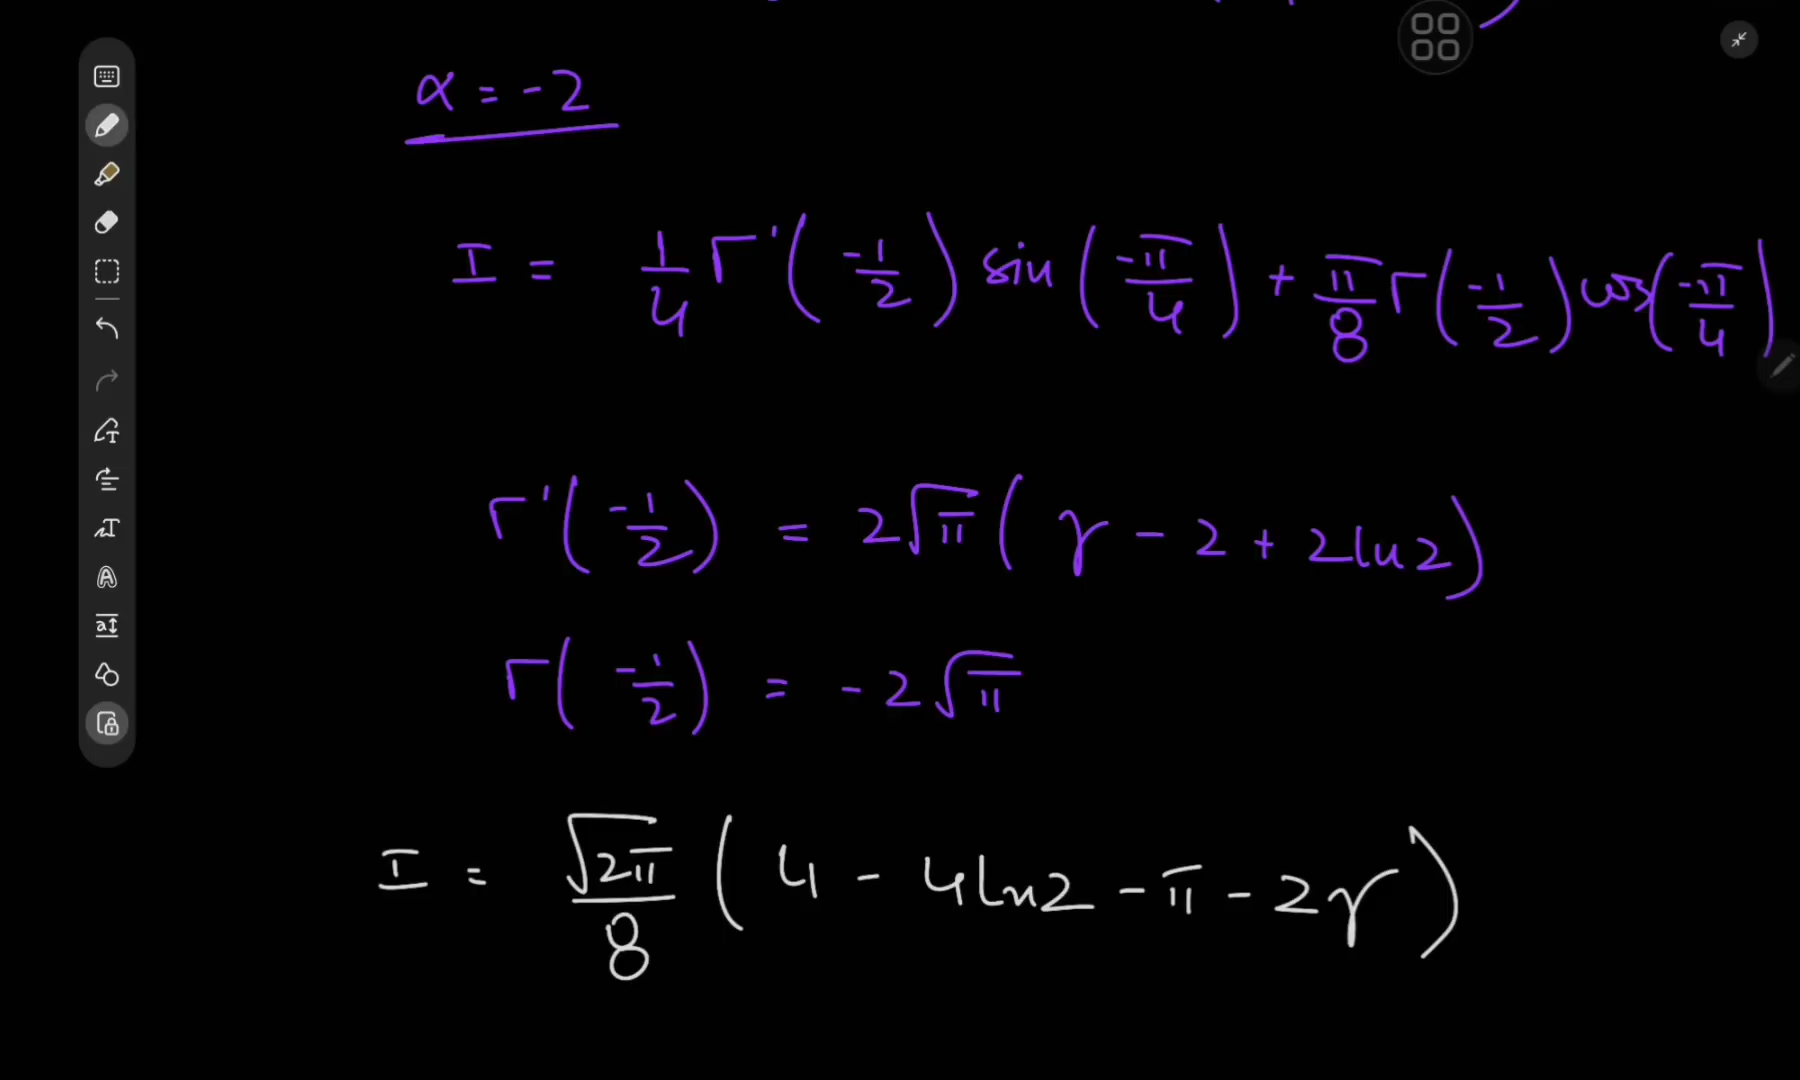 α = -2
I = 1/4 Γ'(-1/2) sin(-π/4) + π/8 Γ(-1/2) cos(-π/4)
Γ'(-1/2) = 2√π (γ - 2 + 2ln2)
Γ(-1/2) = -2√π
I = √2π/8 (4 - 4ln2 - π - 2γ)